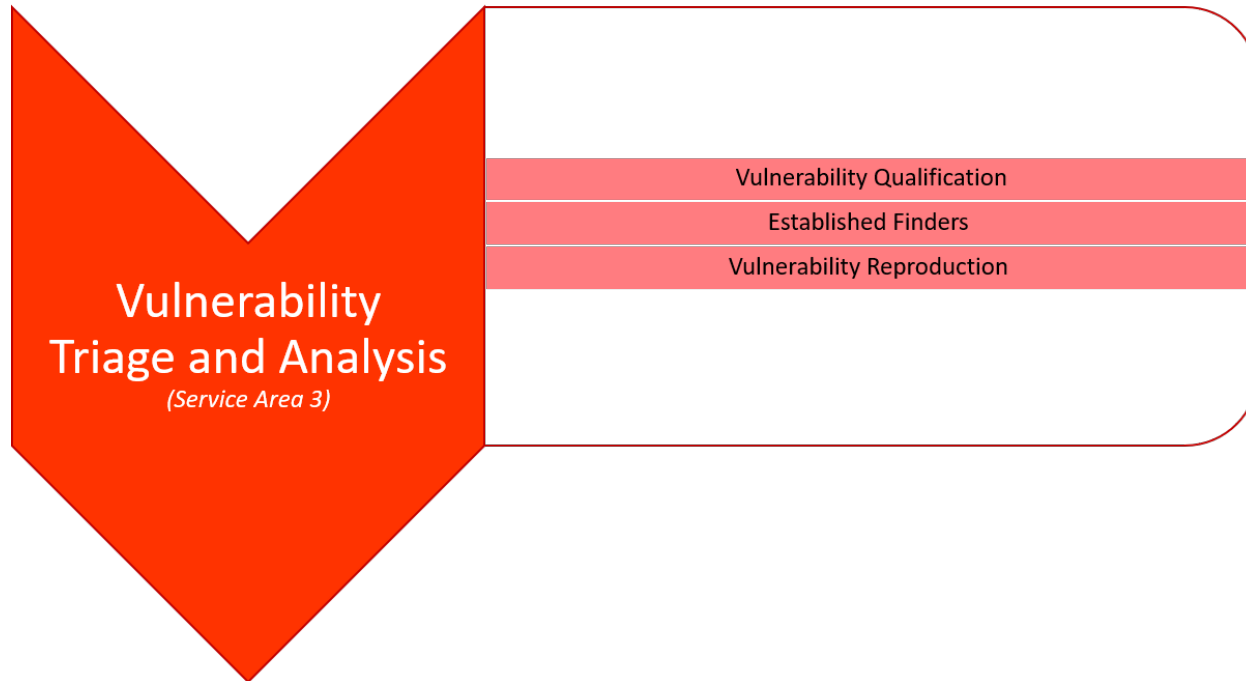 Vulnerability
Triage and Analysis
(Service Area 3)
Vulnerability Qualification
Established Finders
Vulnerability Reproduction